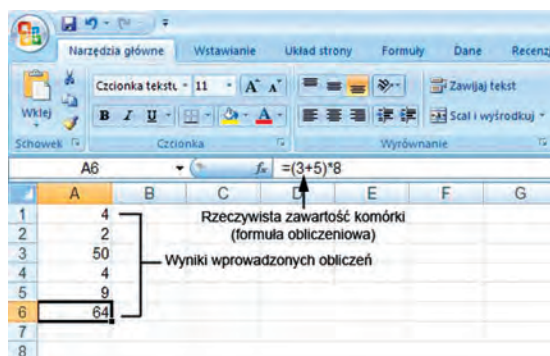 Narzędzia główne Wstawianie Układ strony Formuły Dane Recenz
Wklej
Czcionka tekstu 11 A A
B I U A
Zawijaj tekst
Scal i wyśrodkuj
Schowek Czcionka Wyrównanie
A6 fx =(3+5)*8
A B C D E F G
1 4
Rzeczywista zawartość komórki
2 2
(formuła obliczeniowa)
3 50
Wyniki wprowadzonych obliczeń
4 4
5 9
6 64
7
8